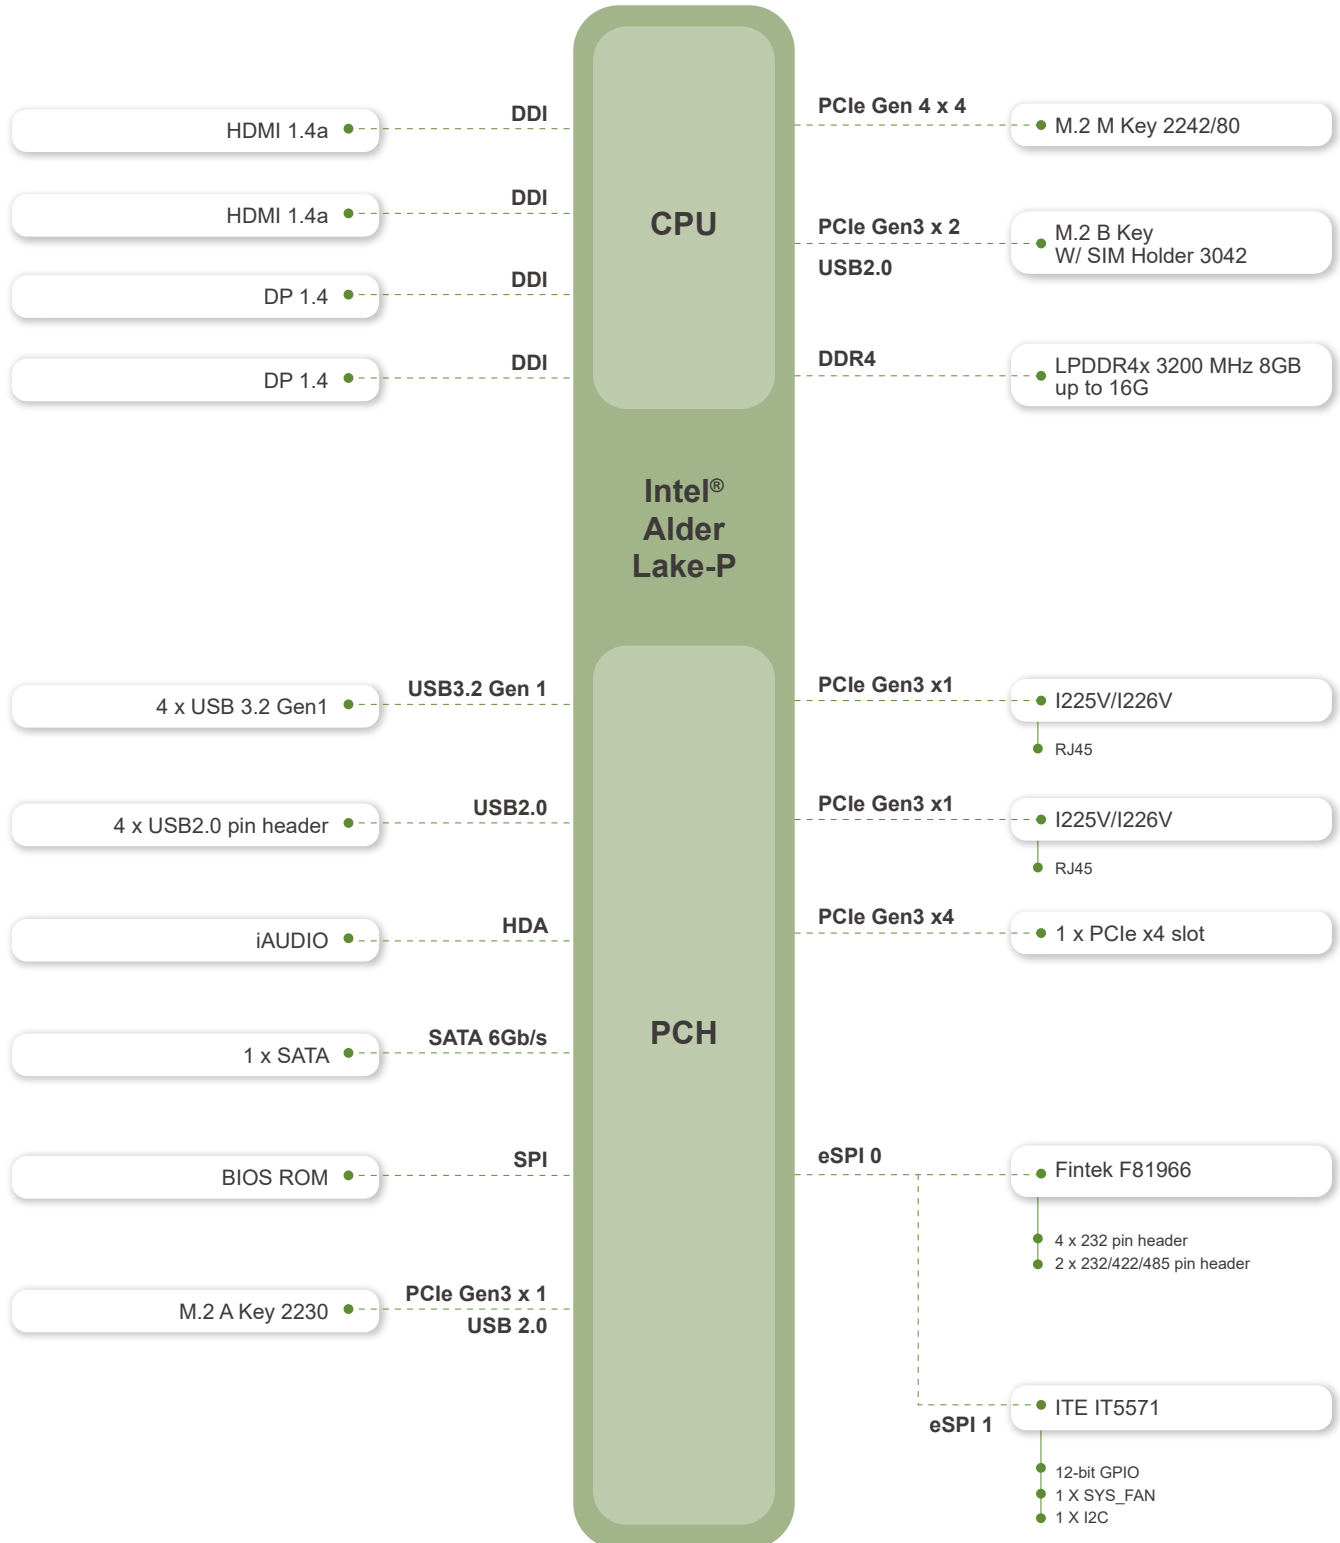 DDI
HDMI 1.4a
DDI
HDMI 1.4a
DDI
DP 1.4
DDI
DP 1.4
CPU
PCIe Gen 4 x 4
M.2 M Key 2242/80
PCIe Gen3 x 2
USB2.0
M.2 B Key
W/ SIM Holder 3042
DDR4
LPDDR4x 3200 MHz 8GB
up to 16G
Intel®
Alder
Lake-P
USB3.2 Gen 1
4 x USB 3.2 Gen1
USB2.0
4 x USB2.0 pin header
HDA
iAUDIO
SATA 6Gb/s
1 x SATA
SPI
BIOS ROM
PCIe Gen3 x 1
USB 2.0
M.2 A Key 2230
PCH
PCIe Gen3 x1
I225V/I226V
RJ45
PCIe Gen3 x1
I225V/I226V
RJ45
PCIe Gen3 x4
1 x PCIe x4 slot
eSPI 0
Fintek F81966
4 x 232 pin header
2 x 232/422/485 pin header
eSPI 1
ITE IT5571
12-bit GPIO
1 X SYS_FAN
1 X I2C